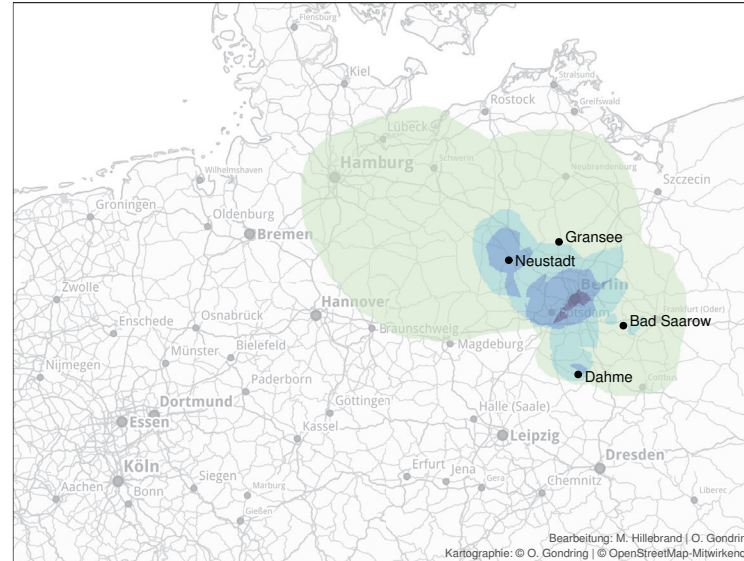 Flensburg
Kiel
Stralsund
Rostock
Greifswald
Lübeck
Hamburg
Schwerin
Neubrandenburg
Wilhelmshaven
Szczecin
Groningen
Oldenburg
Bremen
Gransee
Neustadt
Berlin
Zwolle
Hannover
Potsdam
Frankfurt (Oder)
Bad Saarow
Enschede
Osnabrück
Braunschweig
Magdeburg
Bielefeld
Münster
Nijmegen
Paderborn
Dahme
Cottbus
Dortmund
Göttingen
Halle (Saale)
Essen
Kassel
Leipzig
Dresden
Köln
Erfurt
Jena
Siegen
Gera
Chemnitz
Aachen
Bonn
Marburg
Liberec
Gießen
Bearbeitung: M. Hillebrand | O. Gondrin
Kartographie: © O. Gondring | © OpenStreetMap-Mitwirkend